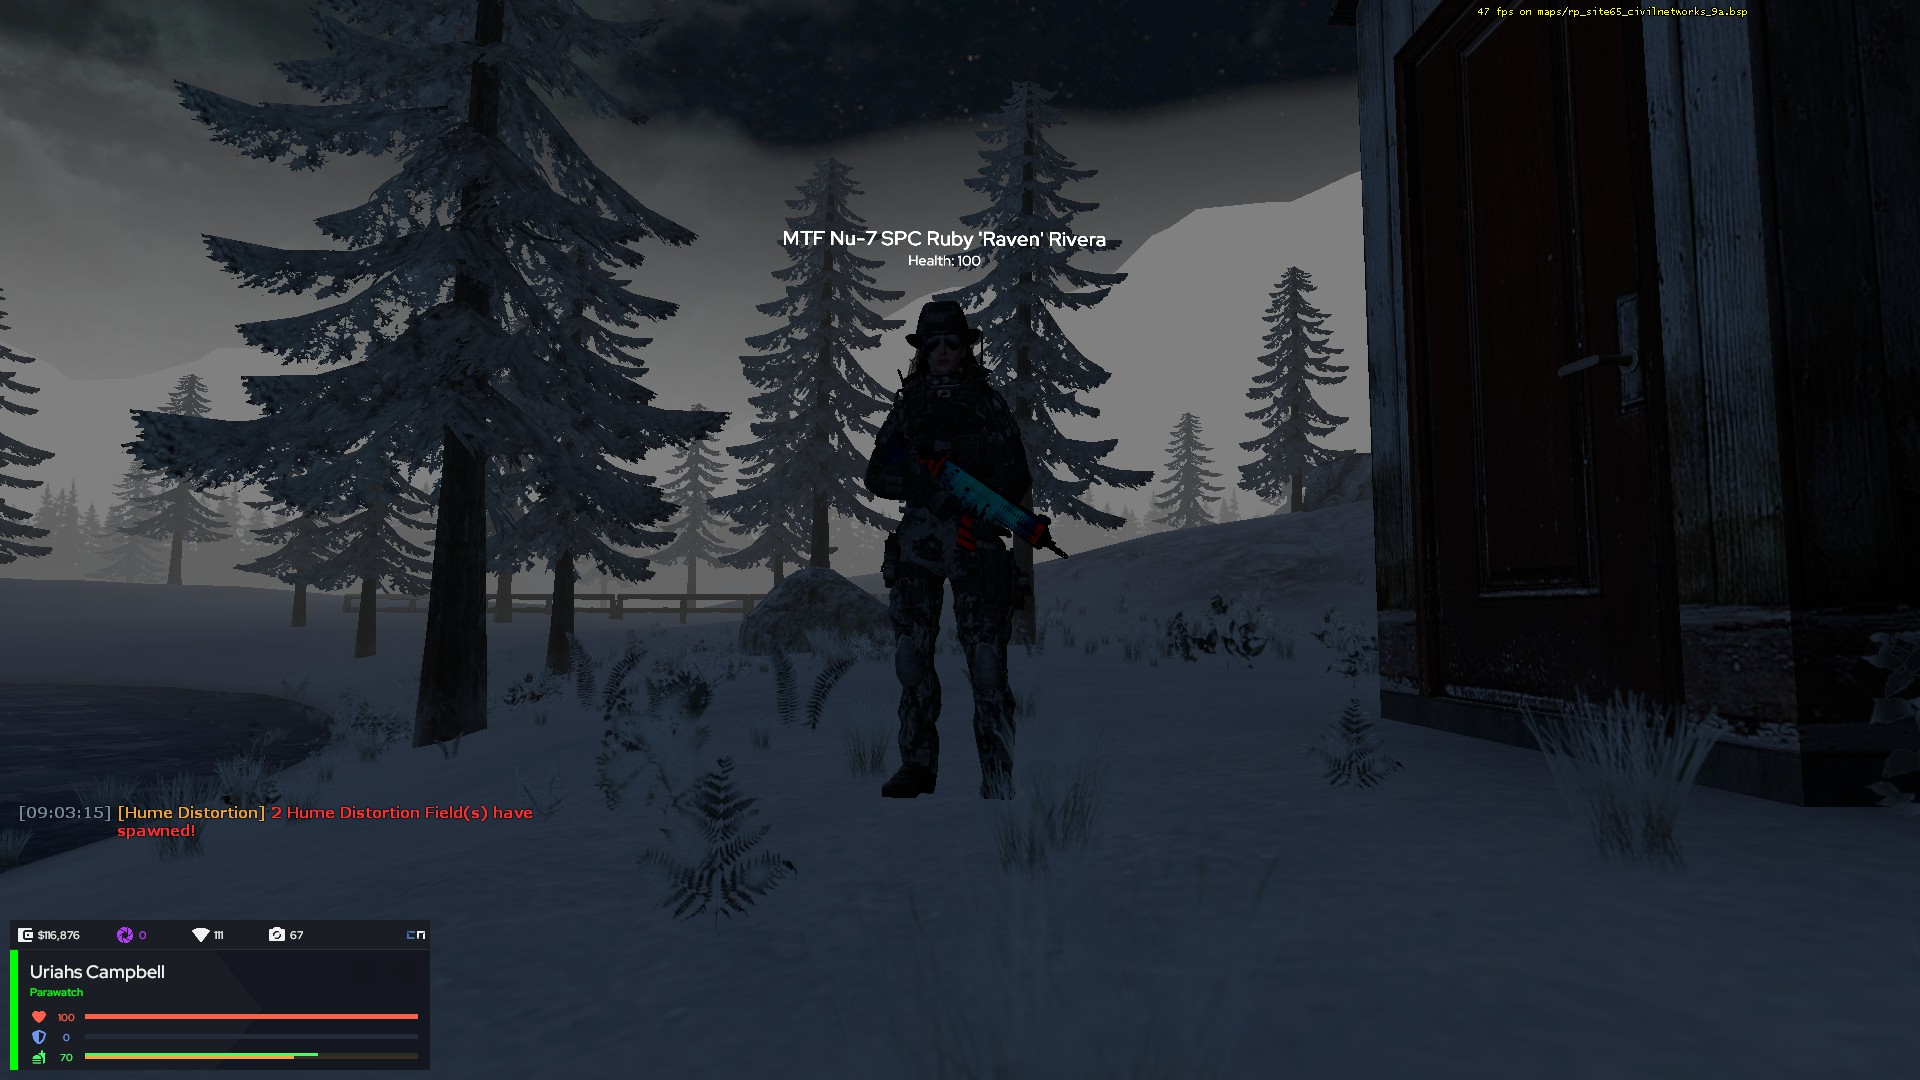 47 fps on maps/rp_site65_civilnetworks_9a.bsp
MTF Nu-7 SPC Ruby 'Raven' Rivera
Health: 100
[09:03:15] [Hume Distortion] 2 Hume Distortion Field(s) have
spawned!
$116,876 0 111 67 cn
Uriahs Campbell
Parawatch
100
0
70